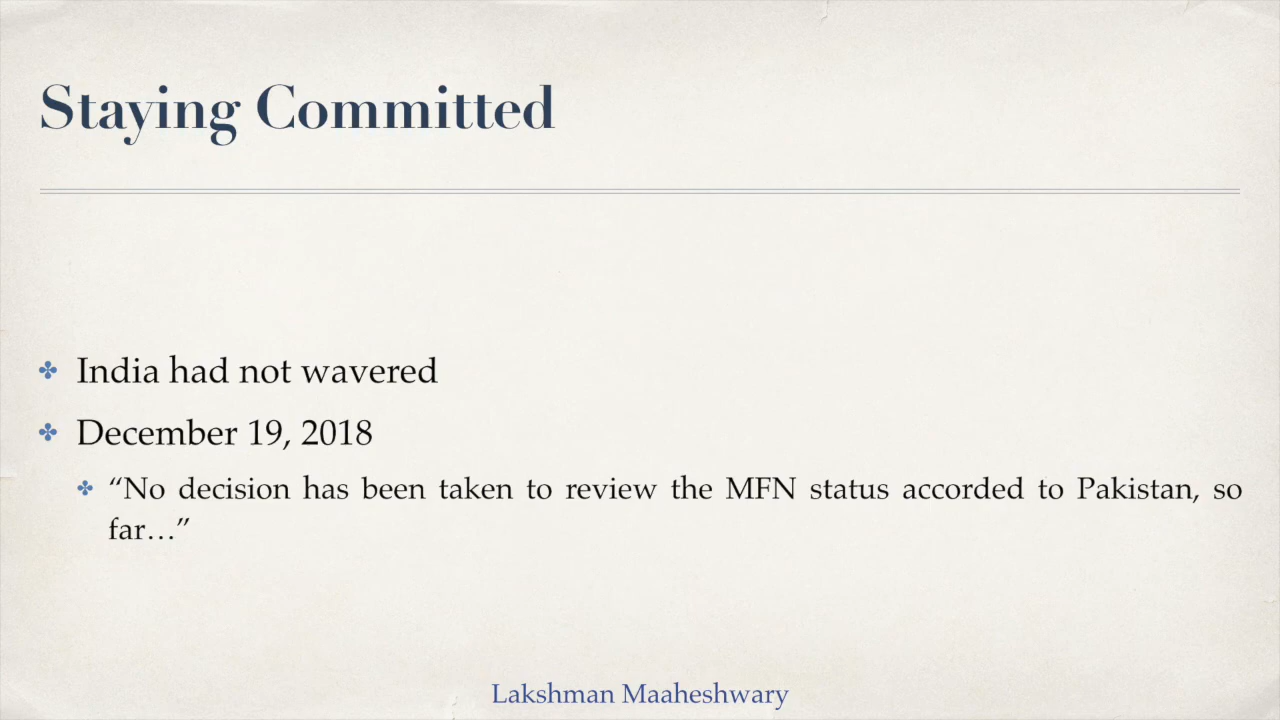 Staying Committed
India had not wavered
December 19, 2018
“No decision has been taken to review the MFN status accorded to Pakistan, so
far…”
Lakshman Maaheshwary